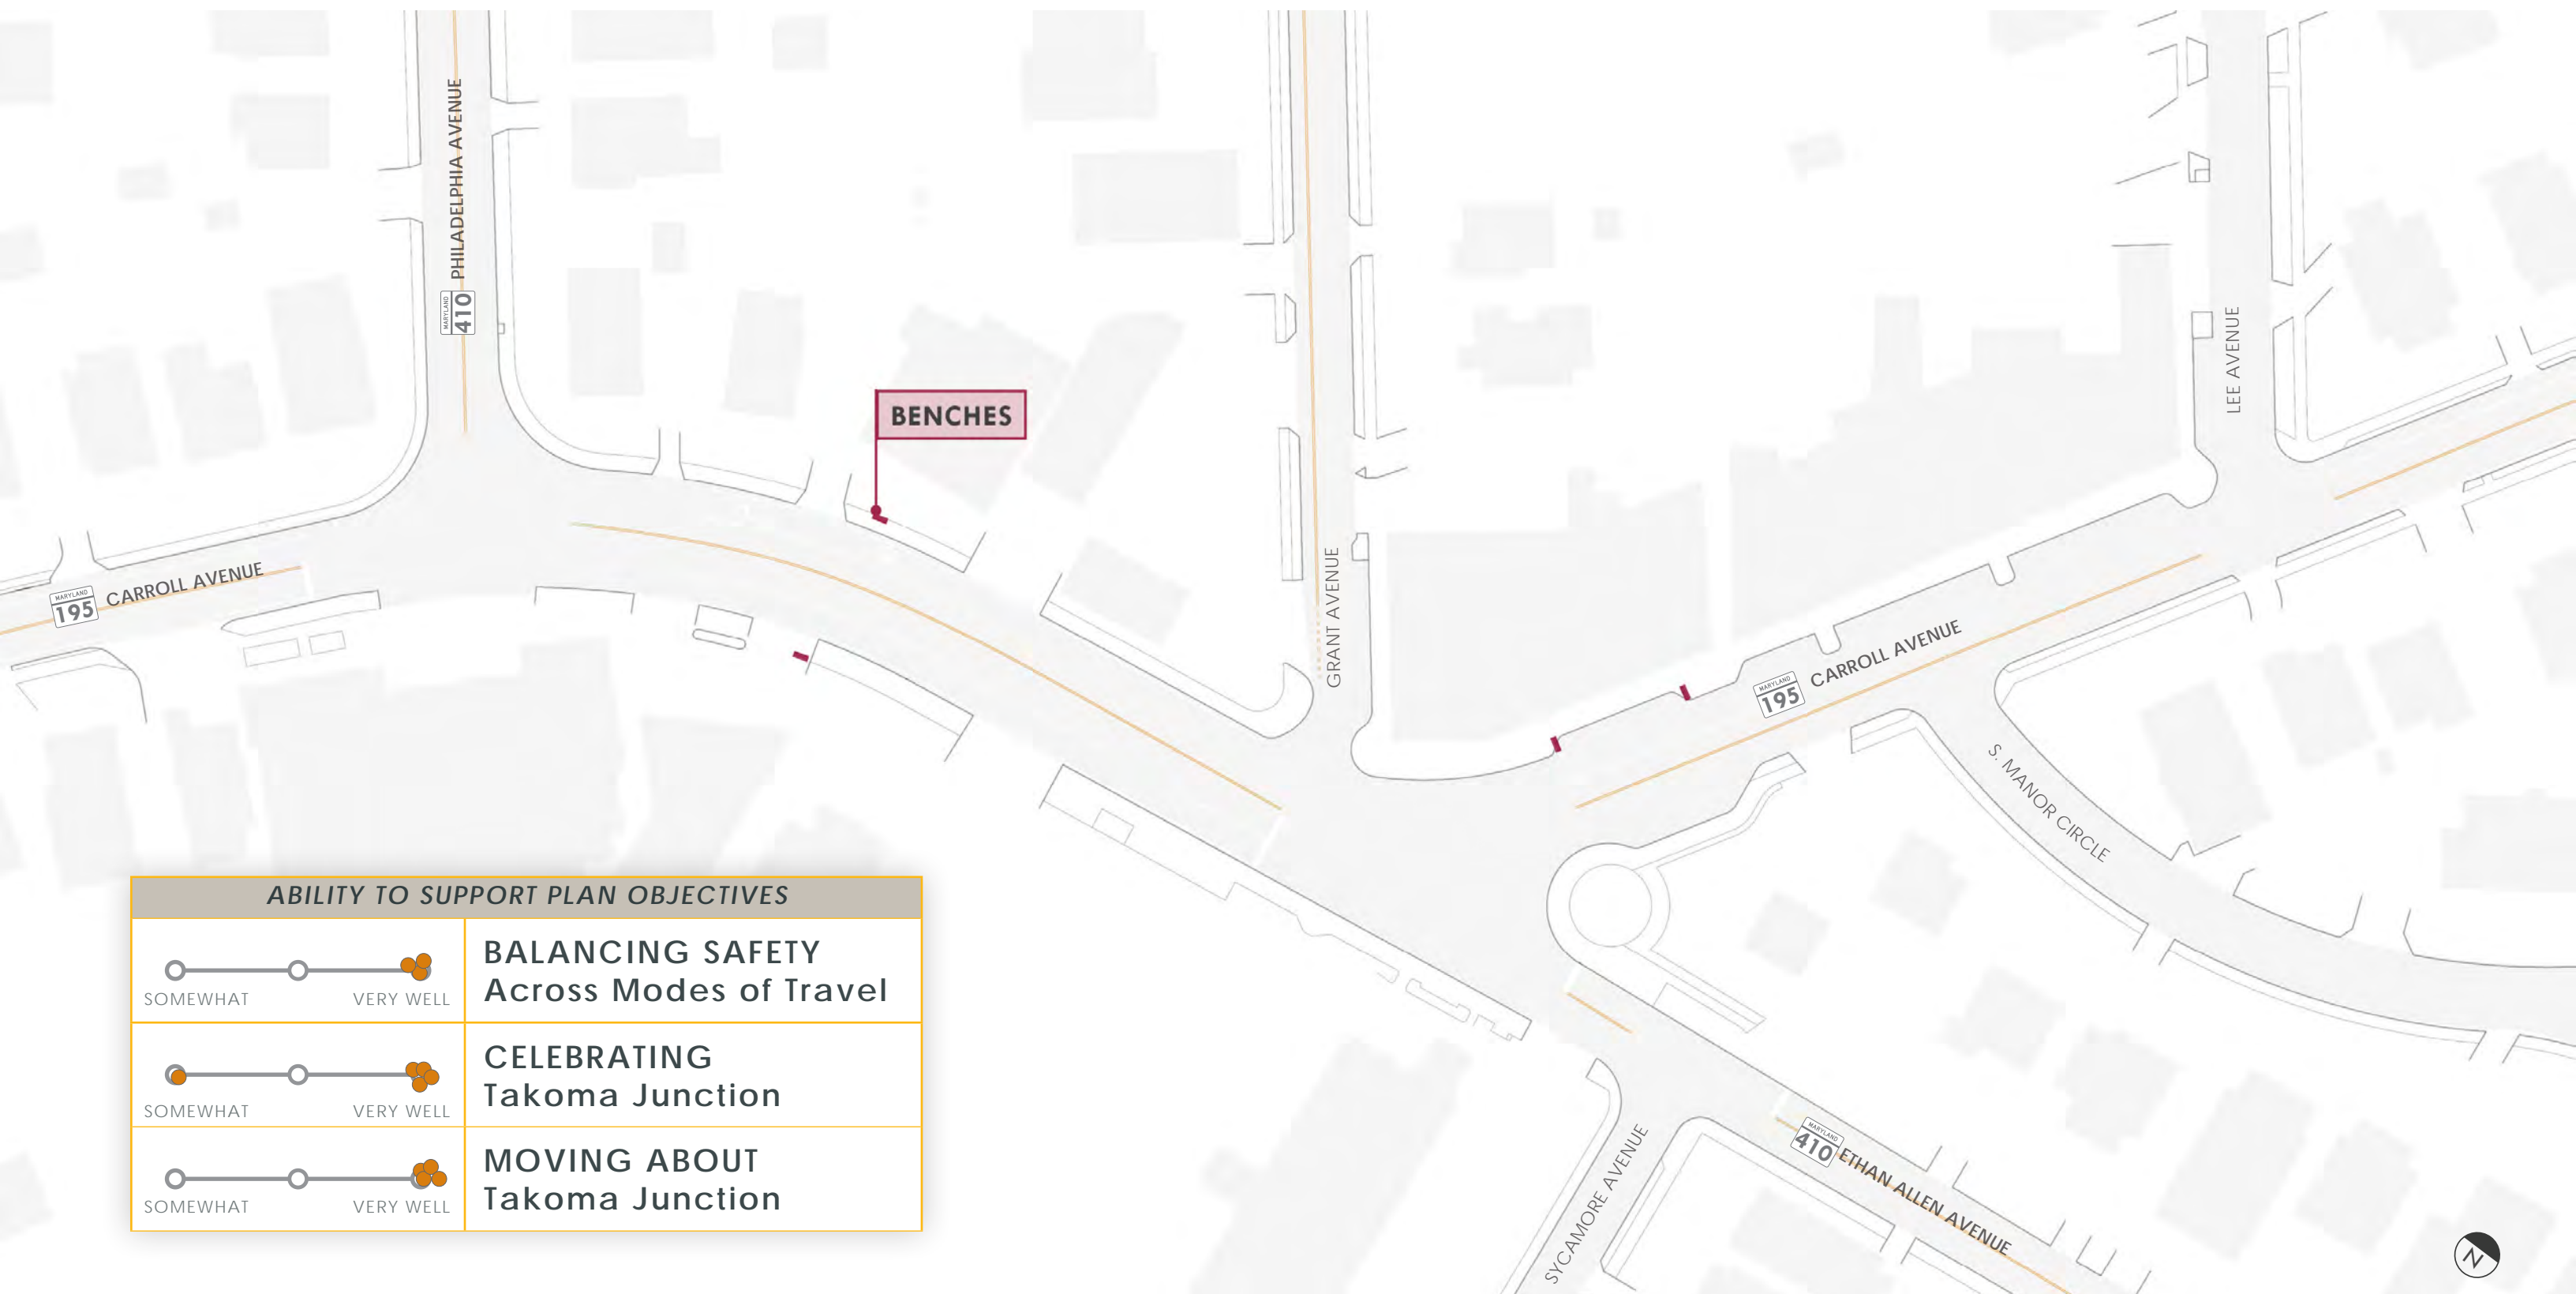 PHILADELPHIA AVENUE
MARYLAND
410
BENCHES
LEE AVENUE
GRANT AVENUE
MARYLAND
195
CARROLL AVENUE
MARYLAND
195
CARROLL AVENUE
S. MANOR CIRCLE
ABILITY TO SUPPORT PLAN OBJECTIVES
SOMEWHAT
VERY WELL
BALANCING SAFETY
Across Modes of Travel
SOMEWHAT
VERY WELL
CELEBRATING
Takoma Junction
SOMEWHAT
VERY WELL
MOVING ABOUT
Takoma Junction
SYCAMORE AVENUE
MARYLAND
410
ETHAN ALLEN AVENUE
N